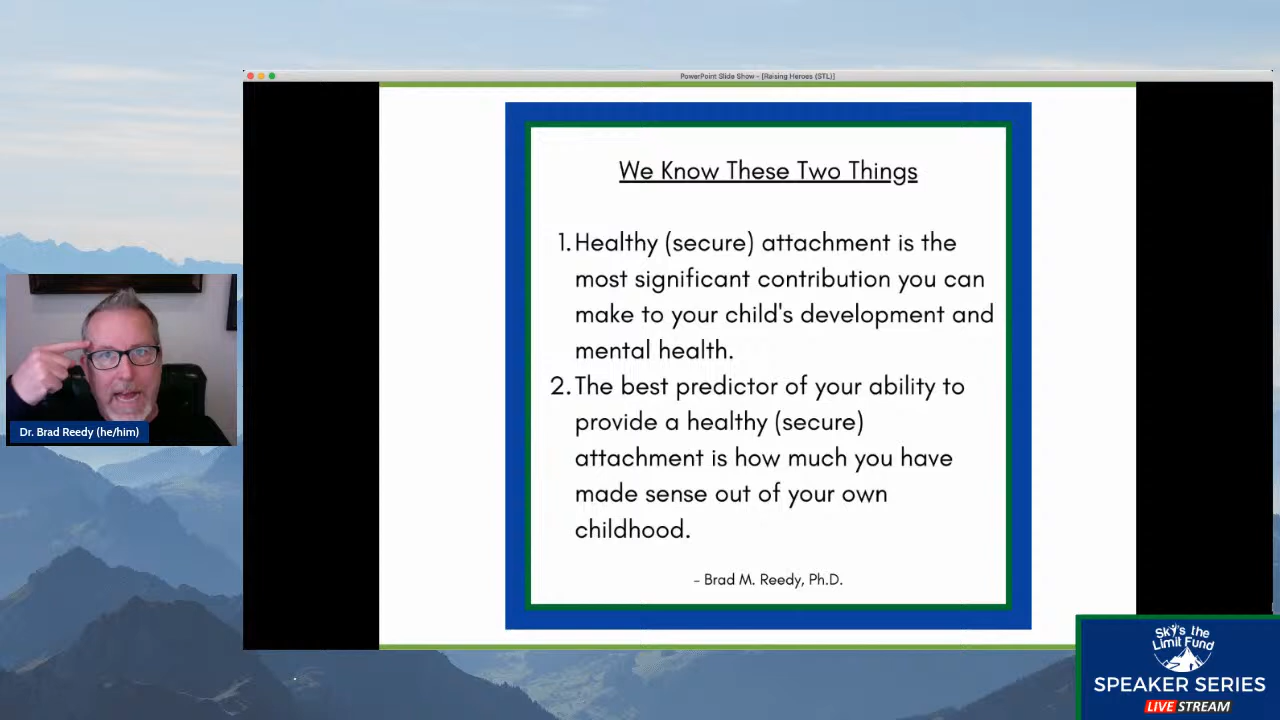 PowerPoint Slide Show - [Raising Heroes (STL)]
We Know These Two Things
1. Healthy (secure) attachment is the
most significant contribution you can
make to your child's development and
mental health.
2. The best predictor of your ability to
provide a healthy (secure)
attachment is how much you have
made sense out of your own
childhood.
- Brad M. Reedy, Ph.D.
Dr. Brad Reedy (he/him)
Sky's the
Limit Fund
SPEAKER SERIES
LIVE STREAM